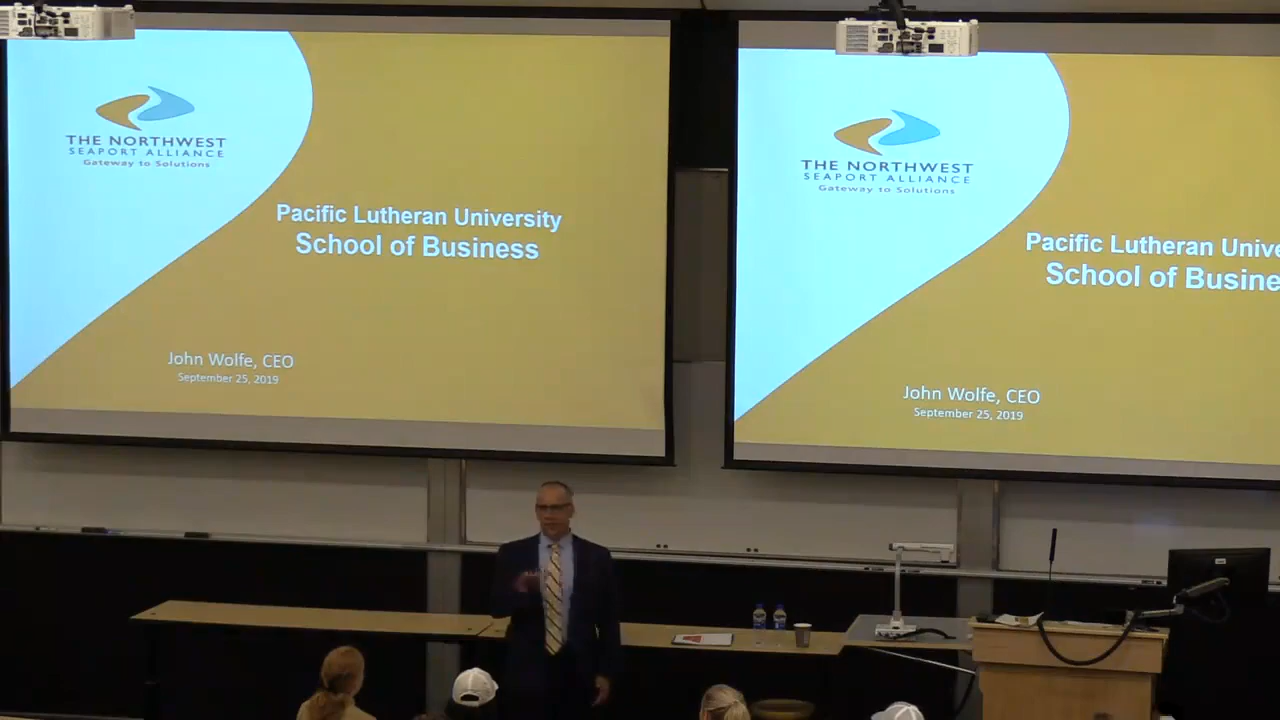 THE NORTHWEST
SEAPORT ALLIANCE
Gateway to Solutions
Pacific Lutheran University
School of Business
John Wolfe, CEO
September 25, 2019
THE NORTHWEST
SEAPORT ALLIANCE
Gateway to Solutions
Pacific Lutheran Unive
School of Busine
John Wolfe, CEO
September 25, 2019